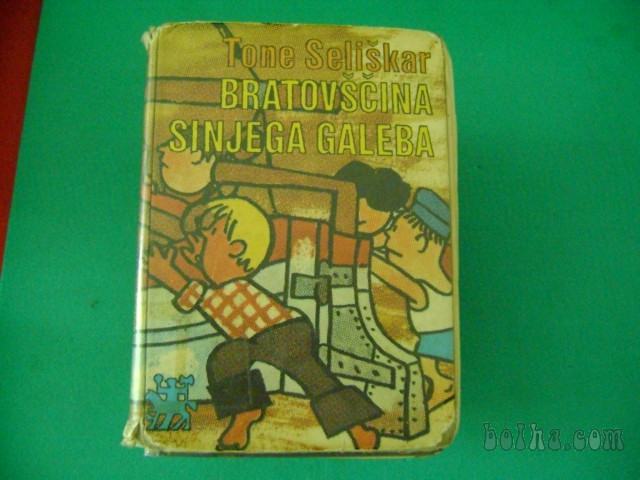 Tone Seliškar
BRATOVŠČINA
SINJEGA GALEBA
bolha.com